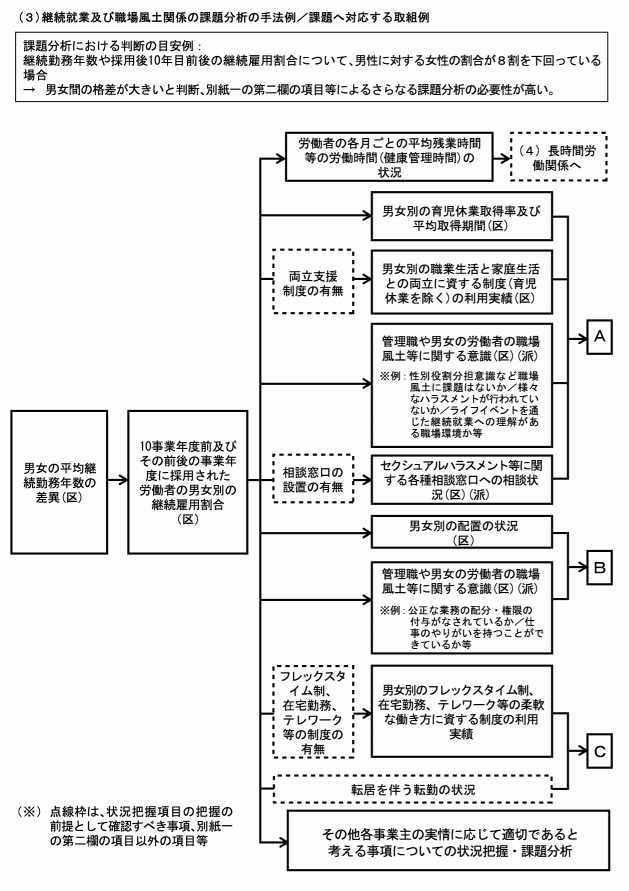 (3)継続就業及び職場風土関係の課題分析の手法例/課題へ対応する取組例
課題分析における判断の目安例:
継続勤務年数や採用後10年目前後の継続雇用割合について、男性に対する女性の割合が8割を下回っている
場合
→ 男女間の格差が大きいと判断、別紙一の第二欄の項目等によるさらなる課題分析の必要性が高い。
労働者の各月ごとの平均残業時間
等の労働時間(健康管理時間)の
状況
(4)長時間労
働関係へ
男女別の育児休業取得率及び
平均取得期間(区)
両立支援
制度の有無
男女別の職業生活と家庭生活
との両立に資する制度(育児
休業を除く)の利用実績(区)
A
管理職や男女の労働者の職場
風土等に関する意識(区)(派)
※例:性別役割分担意識など職場
風土に課題はないか/様々
なハラスメントが行われてい
ないか/ライフイベントを通
じた継続就業への理解があ
る職場環境か等
男女の平均継
続勤務年数の
差異(区)
10事業年度前及び
その前後の事業年
度に採用された
労働者の男女別の
継続雇用割合
(区)
相談窓口の
設置の有無
セクシュアルハラスメント等に関
する各種相談窓口への相談状
況(区)(派)
男女別の配置の状況
(区)
B
管理職や男女の労働者の職場
風土等に関する意識(区)(派)
※例:公正な業務の配分・権限の
付与がなされているか/仕
事のやりがいを持つことがで
きているか等
フレックスタ
イム制、
在宅勤務、
テレワーク
等の制度の
有無
男女別のフレックスタイム制、
在宅勤務、テレワーク等の柔軟
な働き方に資する制度の利用
実績
C
転居を伴う転勤の状況
(※) 点線枠は、状況把握項目の把握の
前提として確認すべき事項、別紙一
の第二欄の項目以外の項目等
その他各事業主の実情に応じて適切であると
考える事項についての状況把握・課題分析